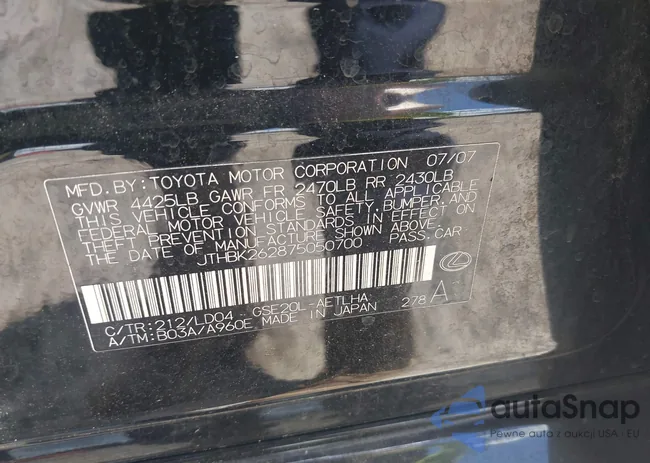 MFD. BY: TOYOTA MOTOR CORPORATION 07/07
GVWR 4425LB GAWR FR 2470LB RR 2430LB
THIS VEHICLE CONFORMS TO ALL APPLICABLE
FEDERAL MOTOR VEHICLE SAFETY, BUMPER, AND
THEFT PREVENTION STANDARDS IN EFFECT ON
THE DATE OF MANUFACTURE SHOWN ABOVE.
JTHBK262875050700 PASS. CAR
C/TR: 212/LD04 - GSE20L-AETLHA 278 A
A/TM: B03A/A960E MADE IN JAPAN
autaSnap
Pewne auta z aukcji USA - EU